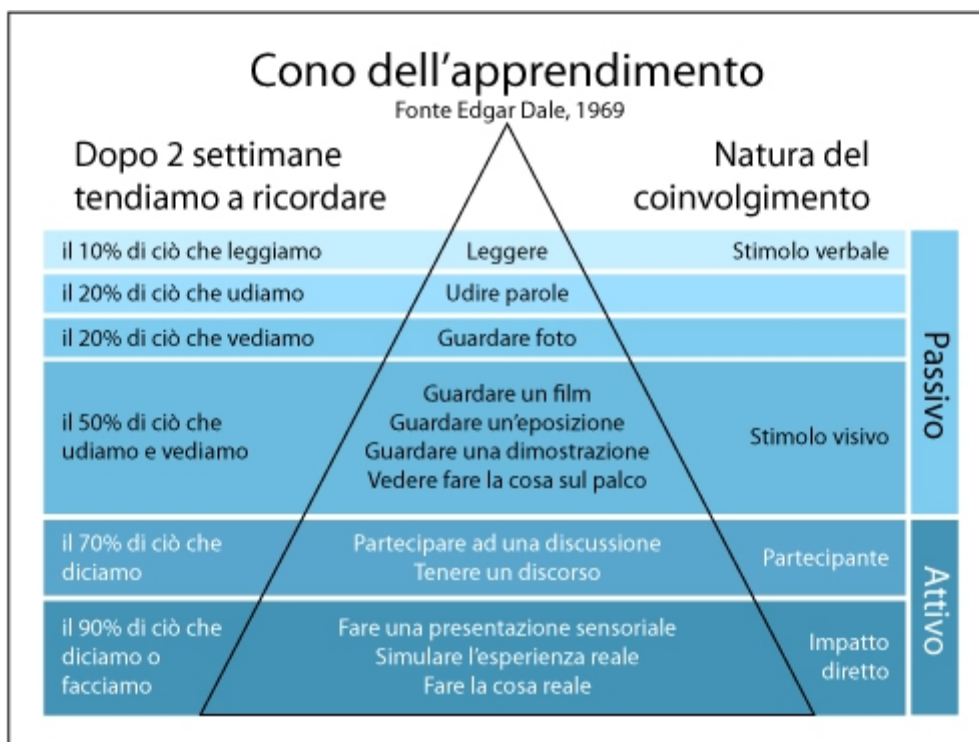 Cono dell'apprendimento
Fonte Edgar Dale, 1969
Dopo 2 settimane
tendiamo a ricordare
Natura del
coinvolgimento
il 10% di ciò che leggiamo
Leggere
Stimolo verbale
il 20% di ciò che udiamo
Udire parole
il 20% di ciò che vediamo
Guardare foto
il 50% di ciò che
udiamo e vediamo
Guardare un film
Guardare un'eposizione
Guardare una dimostrazione
Vedere fare la cosa sul palco
Stimolo visivo
Passivo
il 70% di ciò che
diciamo
Partecipare ad una discussione
Tenere un discorso
Partecipante
il 90% di ciò che
diciamo o
facciamo
Fare una presentazione sensoriale
Simulare l'esperienza reale
Fare la cosa reale
Impatto
diretto
Attivo